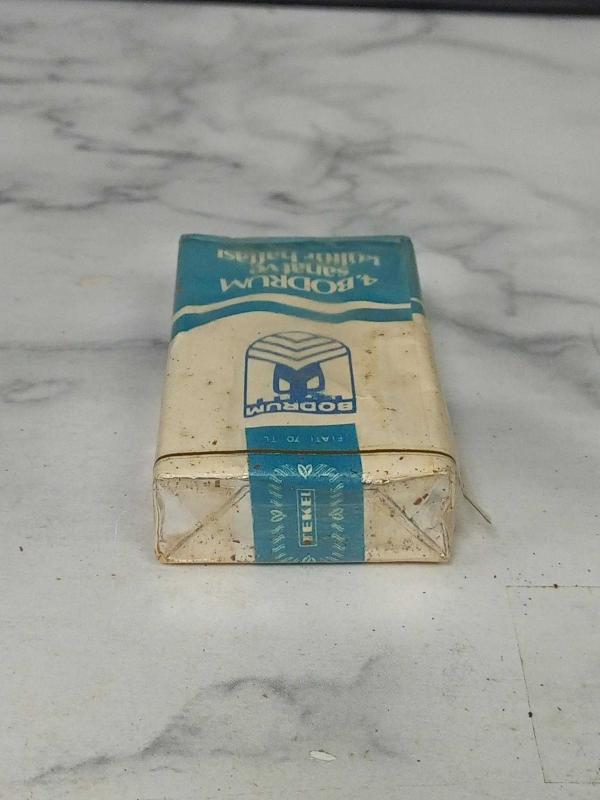 4. BODRUM
sanat ve
kültür haftası
BODRUM
FİATI 70 TL
TEKEL